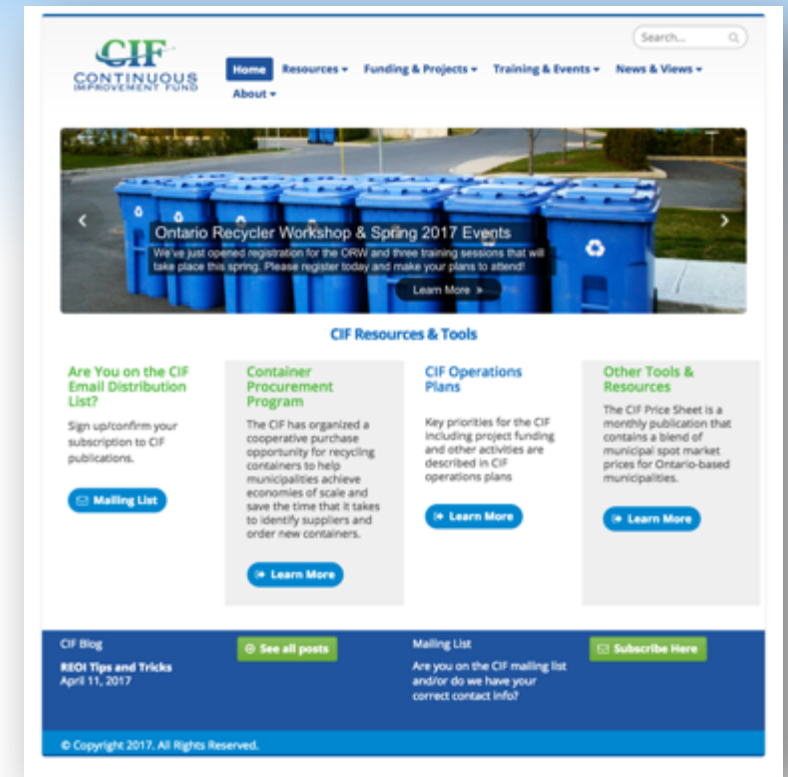 Search...
CIF
CONTINUOUS
IMPROVEMENT FUND
Home Resources Funding & Projects Training & Events News & Views
About
Ontario Recycler Workshop & Spring 2017 Events
We've just opened registration for the ORW and three training sessions that will
take place this spring. Please register today and make your plans to attend!
Learn More »
CIF Resources & Tools
Are You on the CIF
Email Distribution
List?
Sign up/confirm your
subscription to CIF
publications.
Mailing List
Container
Procurement
Program
The CIF has organized a
cooperative purchase
opportunity for recycling
containers to help
municipalities achieve
economies of scale and
save the time that it takes
to identify suppliers and
order new containers.
Learn More
CIF Operations
Plans
Key priorities for the CIF
including project funding
and other activities are
described in CIF
operations plans
Learn More
Other Tools &
Resources
The CIF Price Sheet is a
monthly publication that
contains a blend of
municipal spot market
prices for Ontario-based
municipalities.
Learn More
CIF Blog
REOI Tips and Tricks
April 11, 2017
See all posts
Mailing List
Are you on the CIF mailing list
and/or do we have your
correct contact info?
Subscribe Here
© Copyright 2017. All Rights Reserved.